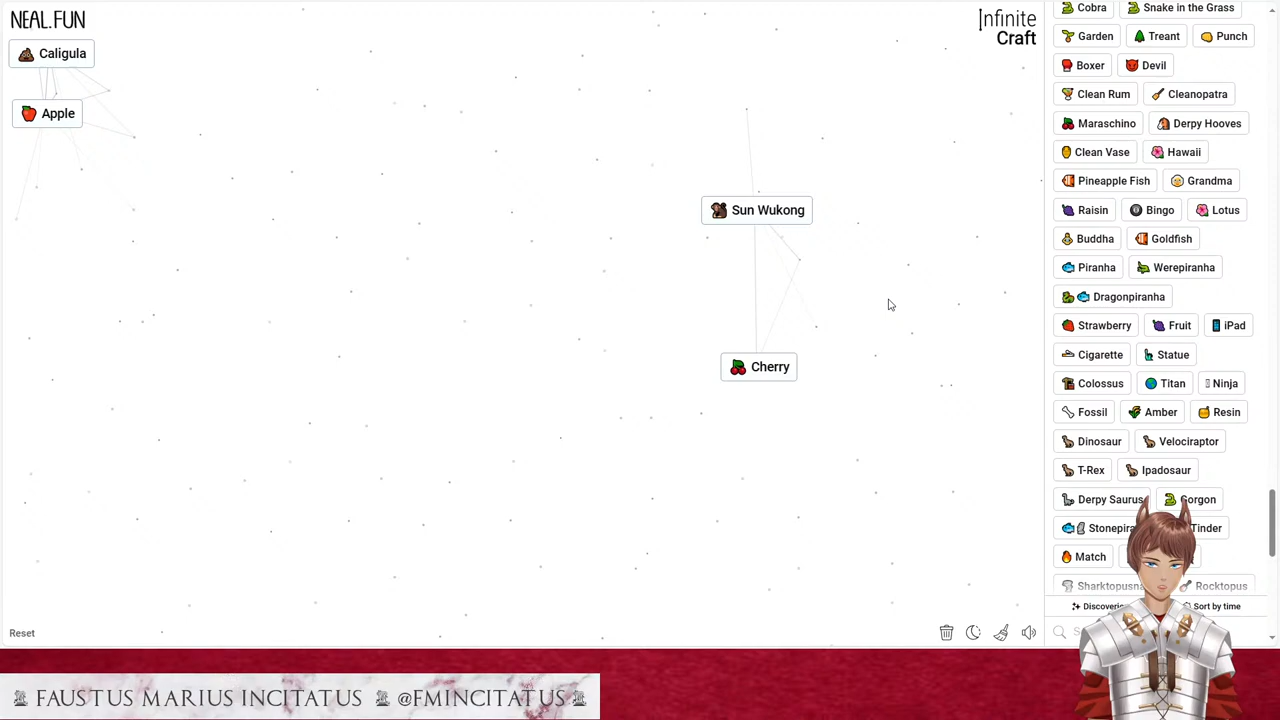 NEAL.FUN
Infinite
Craft
Caligula
Apple
Sun Wukong
Cherry
Cobra Snake in the Grass
Garden Treant Punch
Boxer Devil
Clean Rum Cleanopatra
Maraschino Derpy Hooves
Clean Vase Hawaii
Pineapple Fish Grandma
Raisin Bingo Lotus
Buddha Goldfish
Piranha Werepiranha
Dragonpiranha
Strawberry Fruit iPad
Cigarette Statue
Colossus Titan Ninja
Fossil Amber Resin
Dinosaur Velociraptor
T-Rex Ipadosaur
Derpy Saurus Gorgon
Tinder
Match
Rocktopus
Sort by time
Reset
FAUSTUS MARIUS INCITATUS @FMINCITATUS